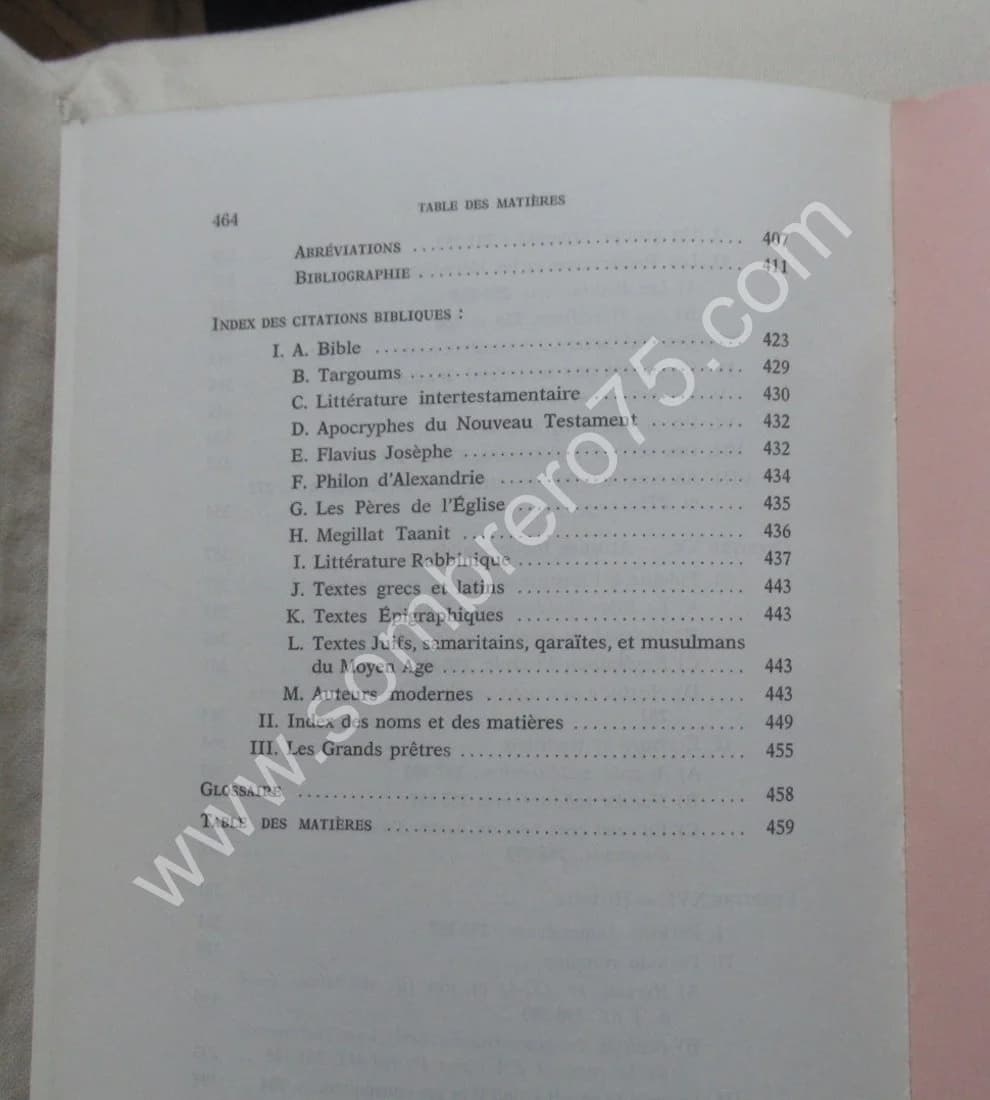 464 TABLE DES MATIÈRES
ABRÉVIATIONS ........ 407
BIBLIOGRAPHIE ........ 411
INDEX DES CITATIONS BIBLIQUES :
I. A. Bible ........ 423
B. Targoums ........ 429
C. Littérature intertestamentaire ........ 430
D. Apocryphes du Nouveau Testament ........ 432
E. Flavius Josèphe ........ 432
F. Philon d'Alexandrie ........ 434
G. Les Pères de l'Église ........ 435
H. Megillat Taanit ........ 436
I. Littérature Rabbinique ........ 437
J. Textes grecs et latins ........ 443
K. Textes Épigraphiques ........ 443
L. Textes Juifs, samaritains, qaraïtes, et musulmans
du Moyen Age ........ 443
M. Auteurs modernes ........ 443
II. Index des noms et des matières ........ 449
III. Les Grands prêtres ........ 455
GLOSSAIRE ........ 458
TABLE DES MATIÈRES ........ 459
www.sombrero75.com